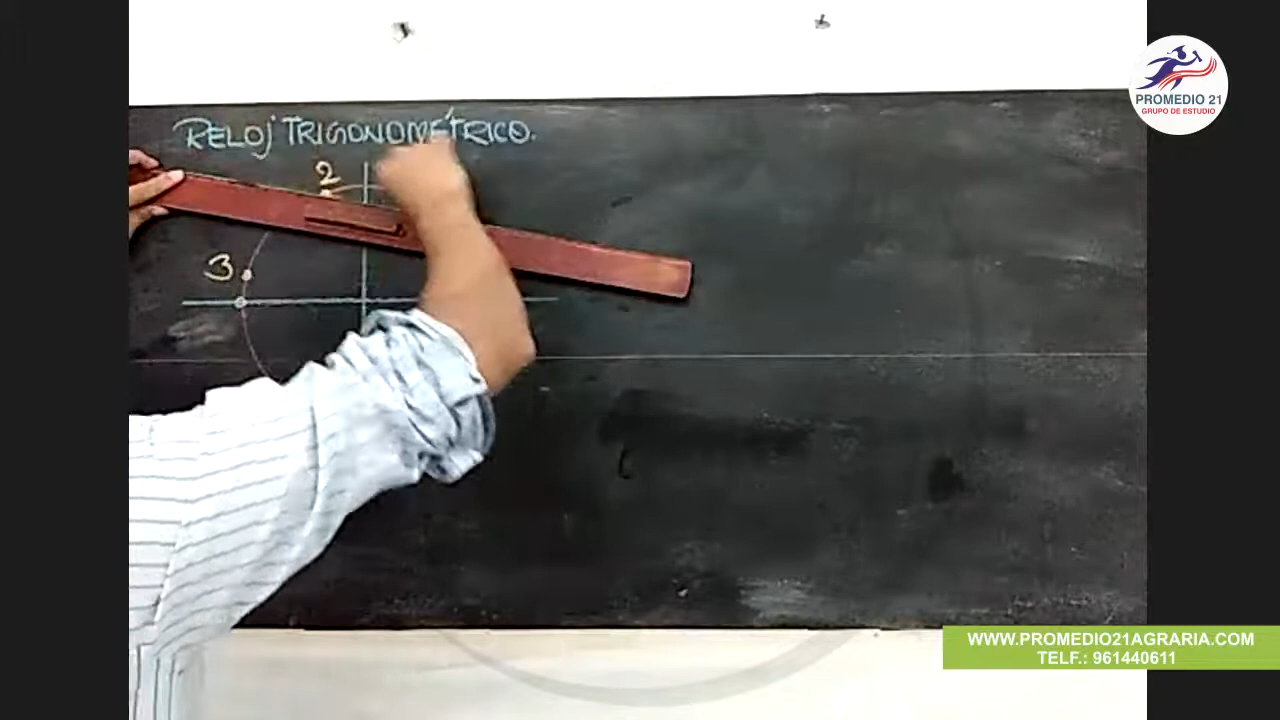 RELOJ TRIGONOMÉTRICO.
2
3
PROMEDIO 21
GRUPO DE ESTUDIO
WWW.PROMEDIO21AGRARIA.COM
TELF.: 961440611